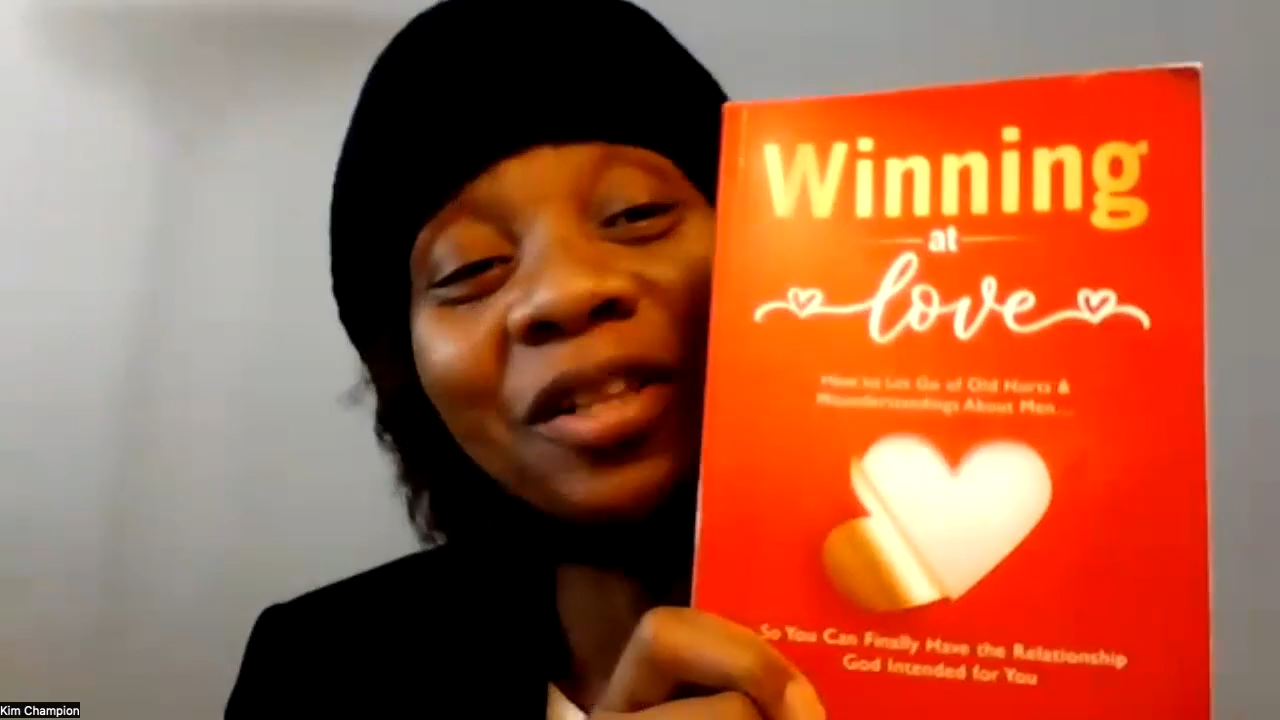 Winning
at
love
How to Let Go of Old Hurts &
Misunderstandings About Men...
So You Can Finally Have the Relationship
God Intended for You
Kim Champion